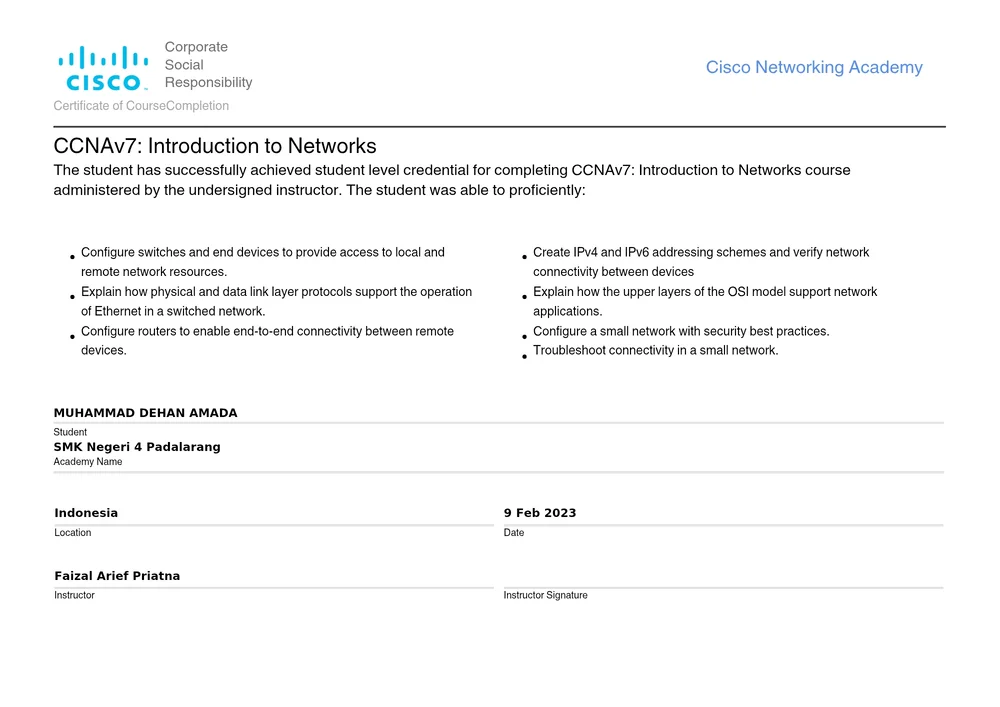 Corporate
Social
Responsibility
CISCO
Cisco Networking Academy
Certificate of CourseCompletion
CCNAv7: Introduction to Networks
The student has successfully achieved student level credential for completing CCNAv7: Introduction to Networks course
administered by the undersigned instructor. The student was able to proficiently:
• Configure switches and end devices to provide access to local and
remote network resources.
• Explain how physical and data link layer protocols support the operation
of Ethernet in a switched network.
• Configure routers to enable end-to-end connectivity between remote
devices.
• Create IPv4 and IPv6 addressing schemes and verify network
connectivity between devices
• Explain how the upper layers of the OSI model support network
applications.
• Configure a small network with security best practices.
• Troubleshoot connectivity in a small network.
MUHAMMAD DEHAN AMADA
Student
SMK Negeri 4 Padalarang
Academy Name
Indonesia
Location
9 Feb 2023
Date
Faizal Arief Priatna
Instructor
Instructor Signature